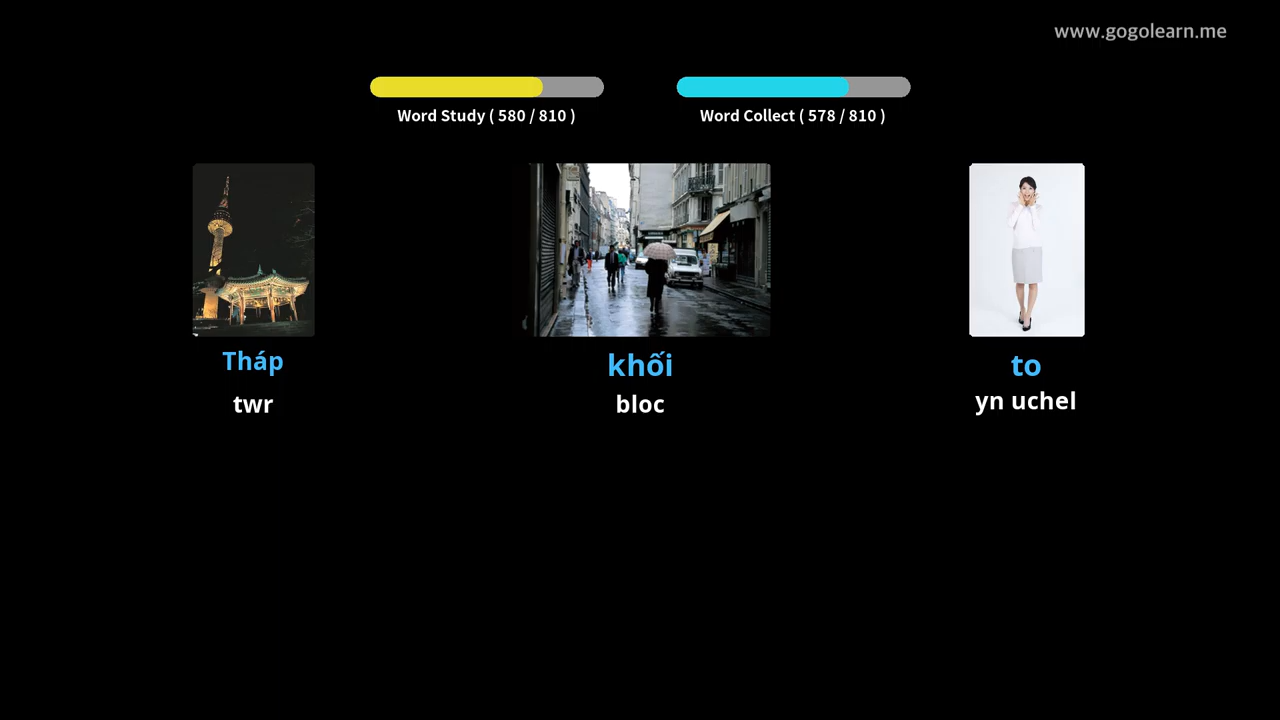 www.gogolearn.me
Word Study ( 580 / 810 )
Word Collect ( 578 / 810 )
Tháp
khối
to
twr
bloc
yn uchel